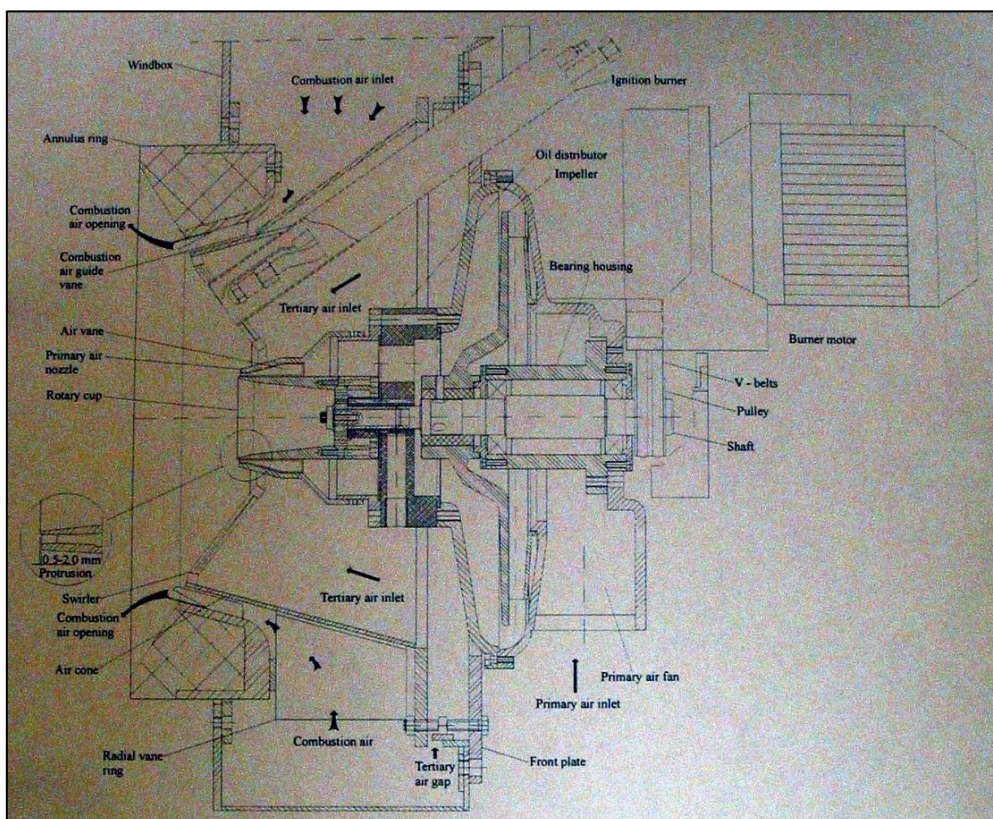 Windbox
Combustion air inlet
Ignition burner
Annulus ring
Oil distributor
Impeller
Combustion
air opening
Combustion
air guide
vane
Bearing housing
Tertiary air inlet
Air vane
Primary air
nozzle
Burner motor
Rotary cup
V - belts
Pulley
Shaft
0.5-2.0 mm
Protrusion
Swirler
Tertiary air inlet
Combustion
air opening
Air cone
Primary air fan
Primary air inlet
Radial vane
ring
Combustion air
Tertiary
air gap
Front plate